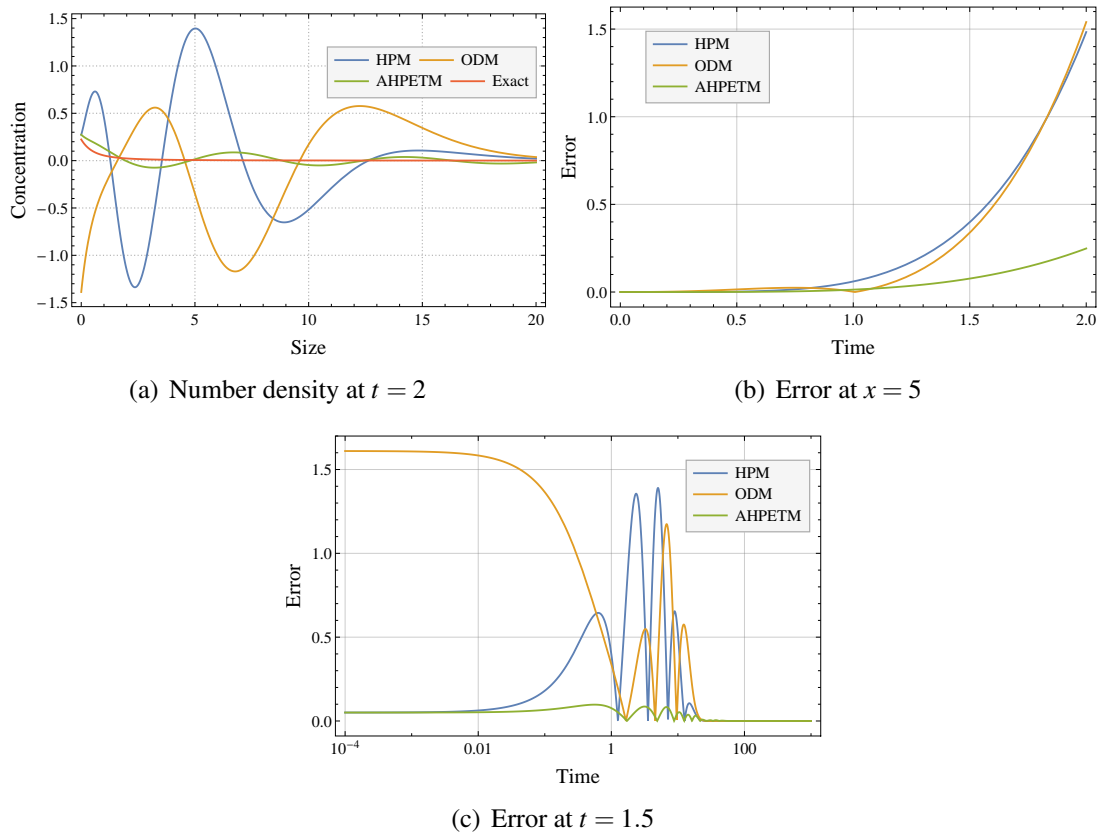 1.5
1.0
0.5
0.0
−0.5
−1.0
−1.5
Concentration
HPM ODM
AHPETM Exact
0 5 10 15 20
Size
(a) Number density at t = 2
1.5
1.0
0.5
0.0
Error
HPM
ODM
AHPETM
0.0 0.5 1.0 1.5 2.0
Time
(b) Error at x = 5
1.5
1.0
0.5
0.0
Error
HPM
ODM
AHPETM
10⁻⁴ 0.01 1 100
Time
(c) Error at t = 1.5